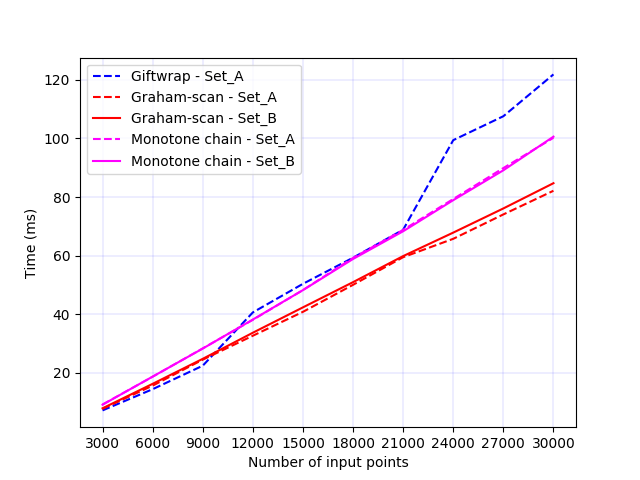 Giftwrap - Set_A
Graham-scan - Set_A
Graham-scan - Set_B
Monotone chain - Set_A
Monotone chain - Set_B
Time (ms)
120
100
80
60
40
20
3000 6000 9000 12000 15000 18000 21000 24000 27000 30000
Number of input points